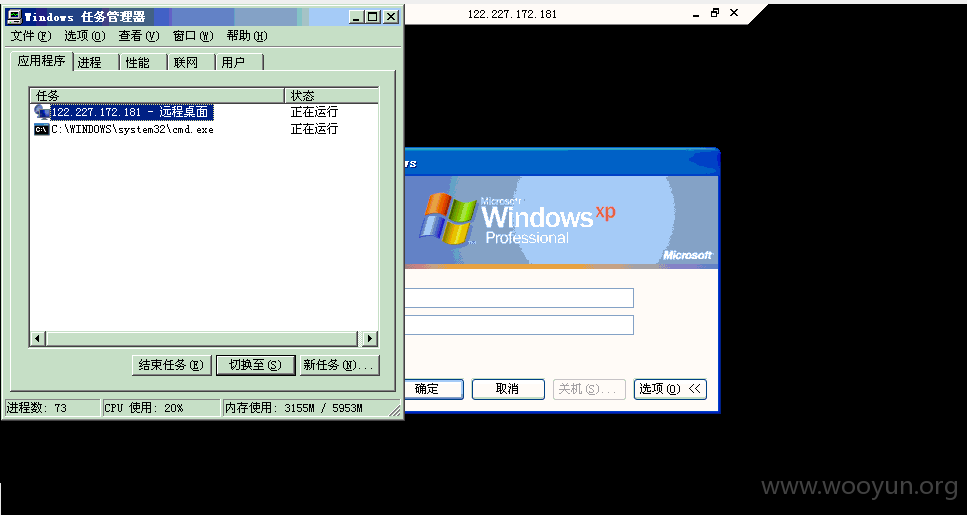 Windows 任务管理器
122.227.172.181
文件(F) 选项(O) 查看(V) 窗口(W) 帮助(H)
应用程序 进程 性能 联网 用户
任务 状态
122.227.172.181 - 远程桌面 正在运行
C:\WINDOWS\system32\cmd.exe 正在运行
ws
Microsoft
Windows xp
Professional
Microsoft
结束任务(E) 切换至(S) 新任务(N)...
确定 取消 关机(S)... 选项(O) <<
进程数: 73 CPU 使用: 20% 内存使用: 3155M / 5953M
www.wooyun.org